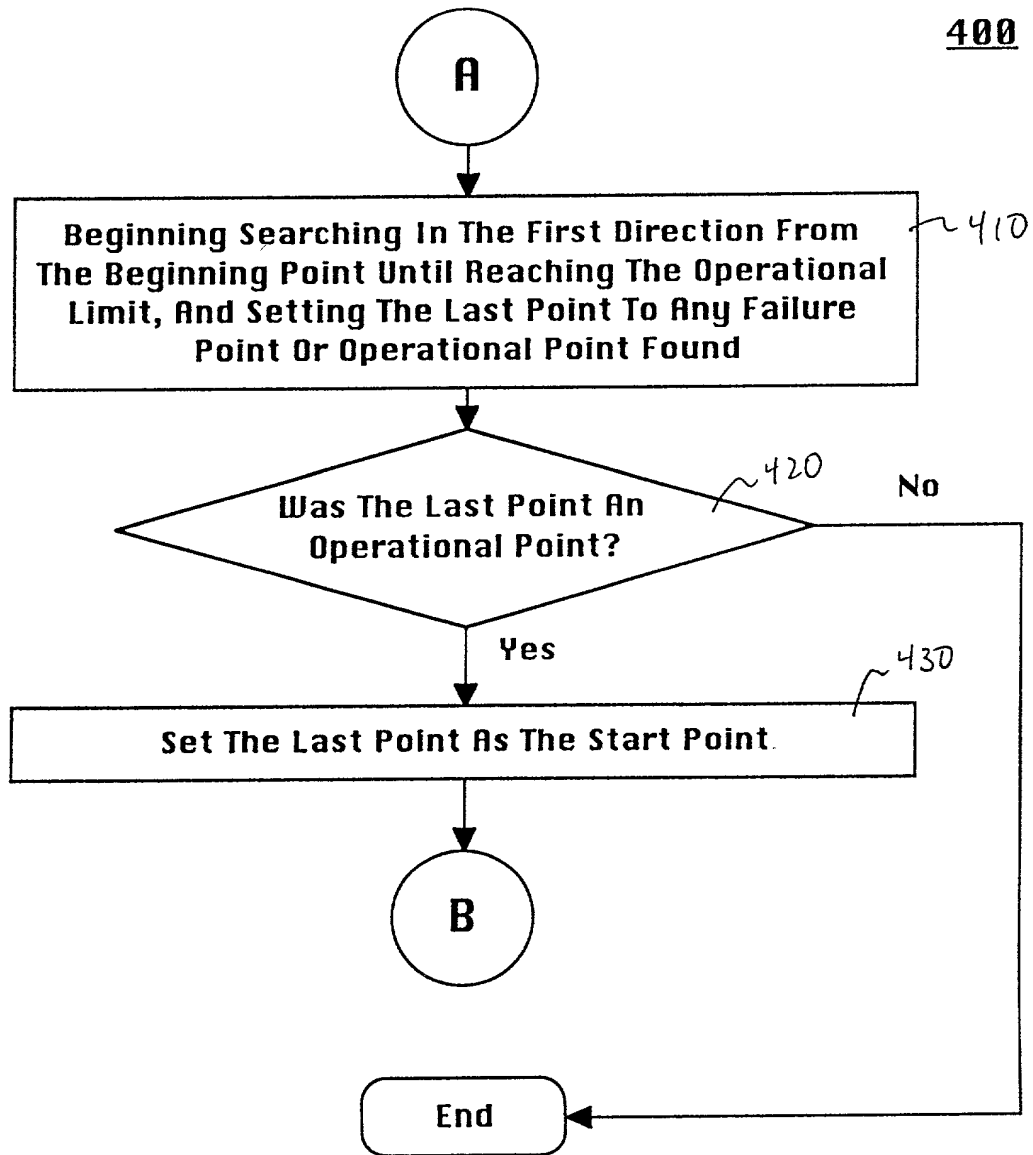 400
A
Beginning Searching In The First Direction From
The Beginning Point Until Reaching The Operational
Limit, And Setting The Last Point To Any Failure
Point Or Operational Point Found
410
Was The Last Point An
Operational Point?
420
No
Yes
430
Set The Last Point As The Start Point.
B
End